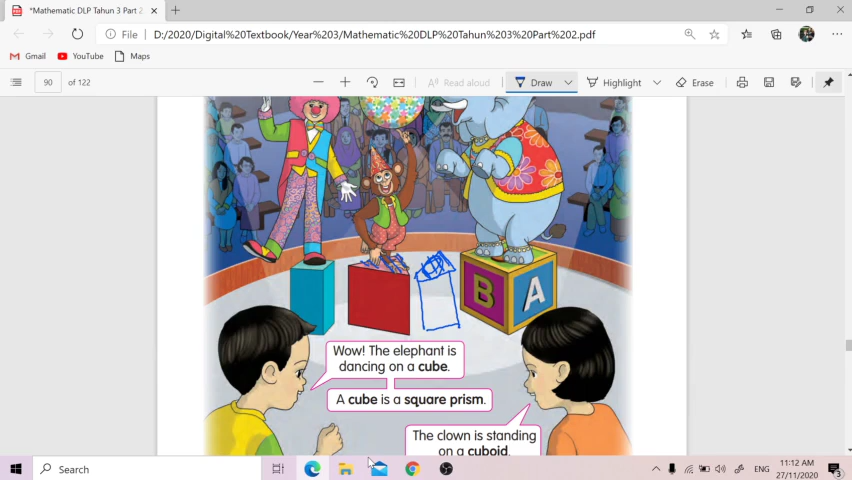 *Matematic DLP Tahun 3 Part 2
File D:/2020/Digital%20Textbook/Year%203/Mathematic%20DLP%20Tahun%203%20Part%202.pdf
Gmail YouTube Maps
90 of 122 Read aloud Draw Highlight Erase
B A
Wow! The elephant is
dancing on a cube.
A cube is a square prism.
The clown is standing
on a cuboid.
Search ENG 11:12 AM
27/11/2020 3